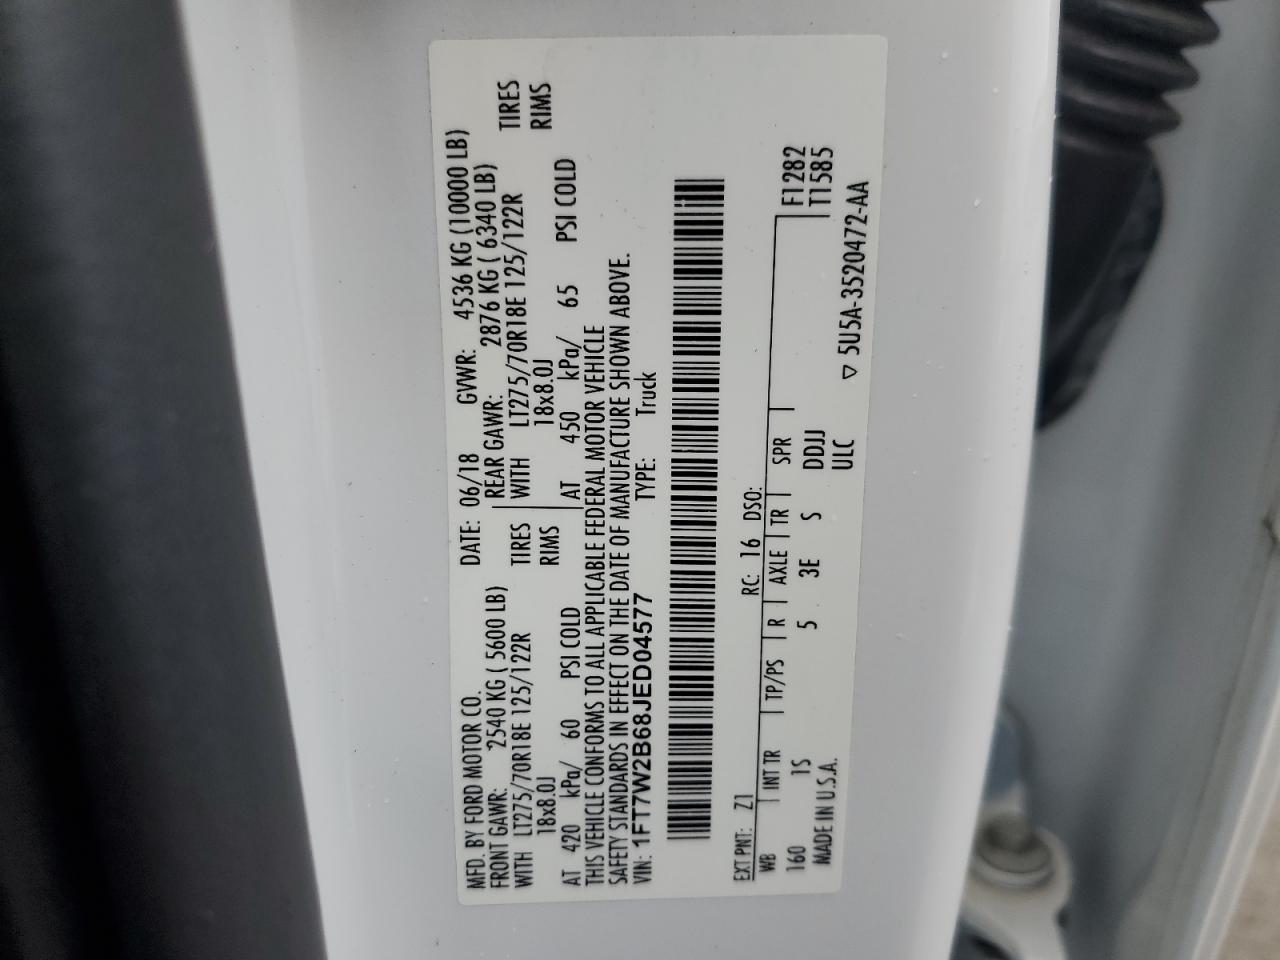 MFD. BY FORD MOTOR CO.
DATE: 06/18 GVWR: 4536 KG (10000 LB)
FRONT GAWR: 2540 KG ( 5600 LB) REAR GAWR: 2876 KG ( 6340 LB)
WITH LT275/70R18E 125/122R TIRES WITH LT275/70R18E 125/122R TIRES
18x8.0J RIMS 18x8.0J RIMS
AT 420 kPa/ 60 PSI COLD AT 450 kPa/ 65 PSI COLD
THIS VEHICLE CONFORMS TO ALL APPLICABLE FEDERAL MOTOR VEHICLE
SAFETY STANDARDS IN EFFECT ON THE DATE OF MANUFACTURE SHOWN ABOVE.
VIN: 1FT7W2B68JED04577 TYPE: Truck
EXT PNT: Z1 RC: 16 DSO:
WB INT TR TP/PS R AXLE TR SPR F1282
160 1S 5 3E S DDJJ T1585
MADE IN U.S.A. ULC
▽ 5U5A-3520472-AA